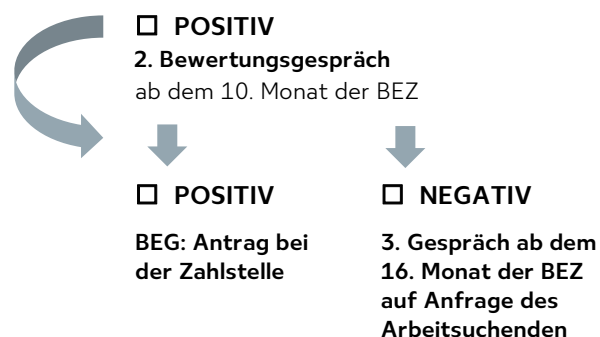 ☐ POSITIV
2. Bewertungsgespräch
ab dem 10. Monat der BEZ
☐ POSITIV
BEG: Antrag bei
der Zahlstelle
☐ NEGATIV
3. Gespräch ab dem
16. Monat der BEZ
auf Anfrage des
Arbeitsuchenden